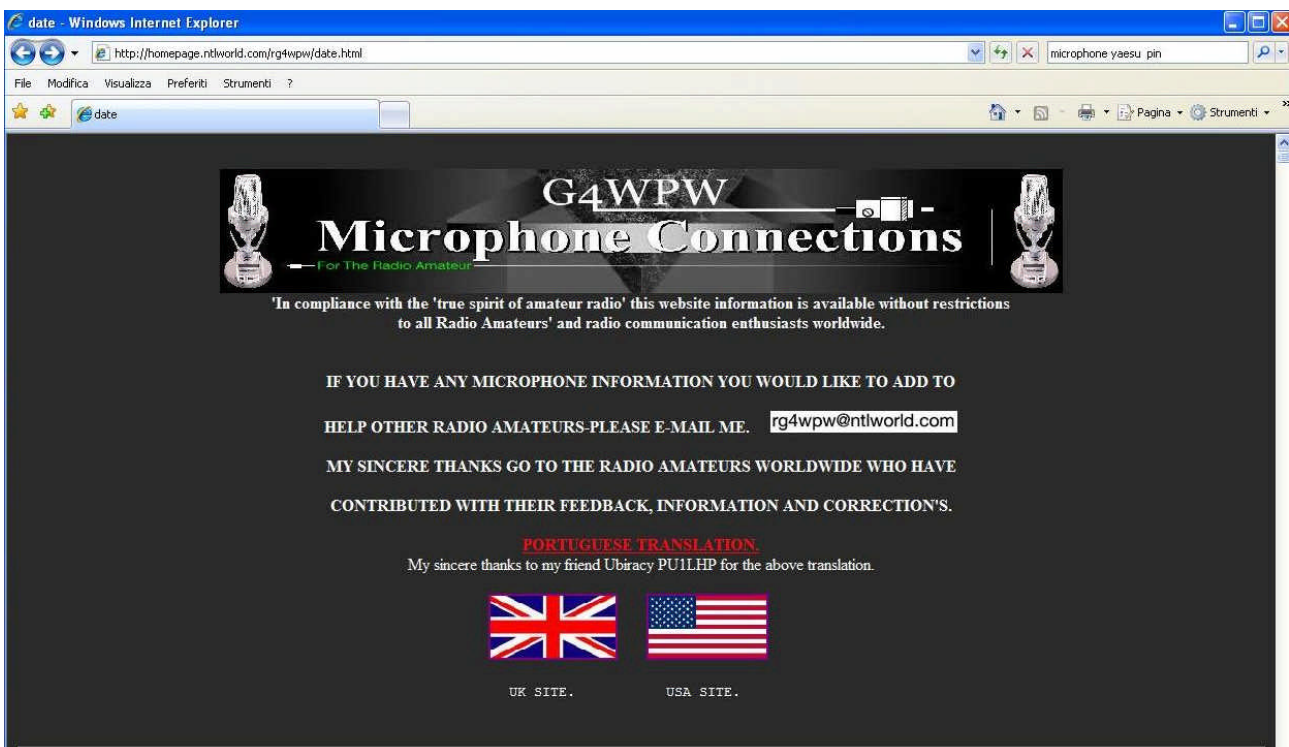 date - Windows Internet Explorer
http://homepage.ntlworld.com/rg4wpw/date.html
microphone yaesu pin
File Modifica Visualizza Preferiti Strumenti ?
date
Pagina Strumenti
G4WPW
Microphone Connections
For The Radio Amateur
'In compliance with the 'true spirit of amateur radio' this website information is available without restrictions
to all Radio Amateurs' and radio communication enthusiasts worldwide.
IF YOU HAVE ANY MICROPHONE INFORMATION YOU WOULD LIKE TO ADD TO
HELP OTHER RADIO AMATEURS-PLEASE E-MAIL ME. rg4wpw@ntlworld.com
MY SINCERE THANKS GO TO THE RADIO AMATEURS WORLDWIDE WHO HAVE
CONTRIBUTED WITH THEIR FEEDBACK, INFORMATION AND CORRECTION'S.
PORTUGUESE TRANSLATION.
My sincere thanks to my friend Ubiracy PU1LHP for the above translation.
UK SITE. USA SITE.